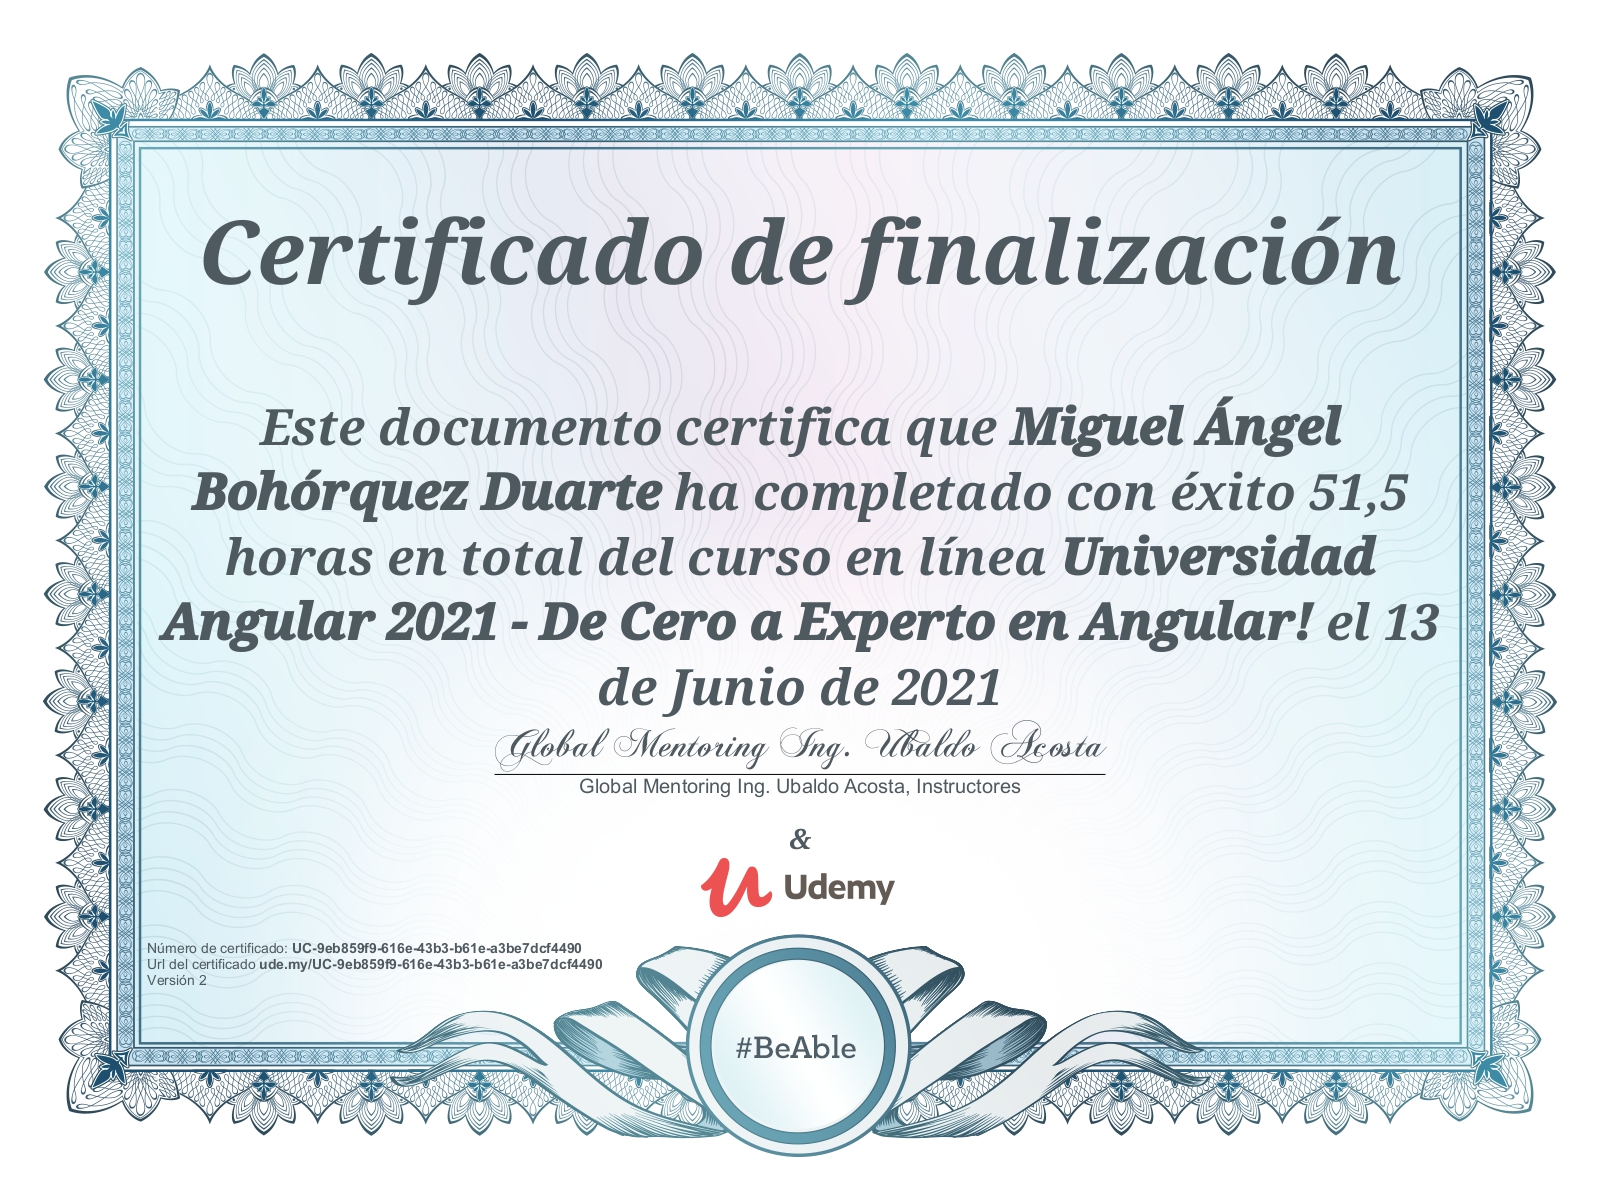 Certificado de finalización
Este documento certifica que Miguel Ángel
Bohórquez Duarte ha completado con éxito 51,5
horas en total del curso en línea Universidad
Angular 2021 - De Cero a Experto en Angular! el 13
de Junio de 2021
Global Mentoring Ing. Ubaldo Acosta
Global Mentoring Ing. Ubaldo Acosta, Instructores
&
Udemy
Número de certificado: UC-9eb859f9-616e-43b3-b61e-a3be7dcf4490
Url del certificado ude.my/UC-9eb859f9-616e-43b3-b61e-a3be7dcf4490
Versión 2
#BeAble